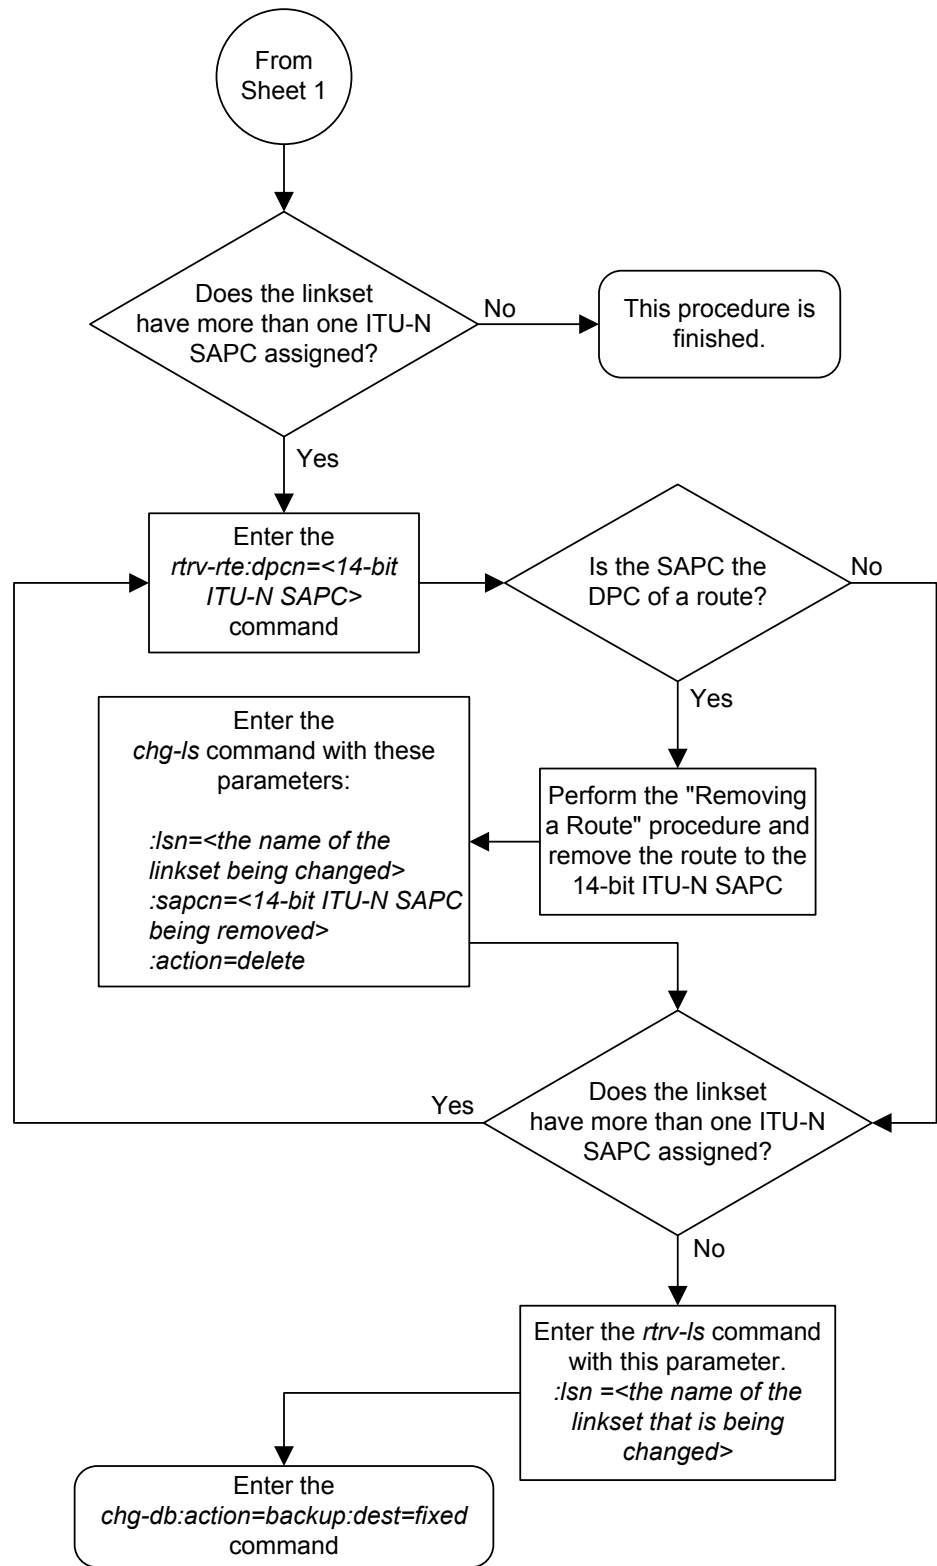 From
Sheet 1
Does the linkset
have more than one ITU-N
SAPC assigned?
No
This procedure is
finished.
Yes
Enter the
rtrv-rte:dpcn=<14-bit
ITU-N SAPC>
command
Is the SAPC the
DPC of a route?
No
Yes
Enter the
chg-ls command with these
parameters:
:lsn=<the name of the
linkset being changed>
:sapcn=<14-bit ITU-N SAPC
being removed>
:action=delete
Perform the "Removing
a Route" procedure and
remove the route to the
14-bit ITU-N SAPC
Yes
Does the linkset
have more than one ITU-N
SAPC assigned?
No
Enter the rtrv-ls command
with this parameter.
:lsn =<the name of the
linkset that is being
changed>
Enter the
chg-db:action=backup:dest=fixed
command